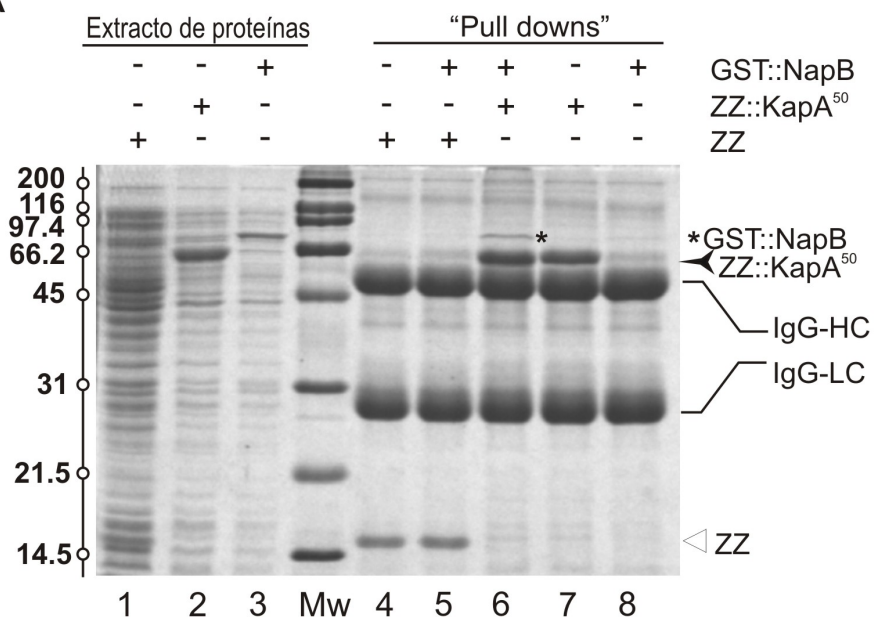 A
Extracto de proteínas “Pull downs”
- - + - + + - + GST::NapB
- + - - - + + - ZZ::KapA50
+ - - + + - - - ZZ
200
116
97.4
66.2
45
31
21.5
14.5
*
*GST::NapB
ZZ::KapA50
IgG-HC
IgG-LC
ZZ
1 2 3 Mw 4 5 6 7 8